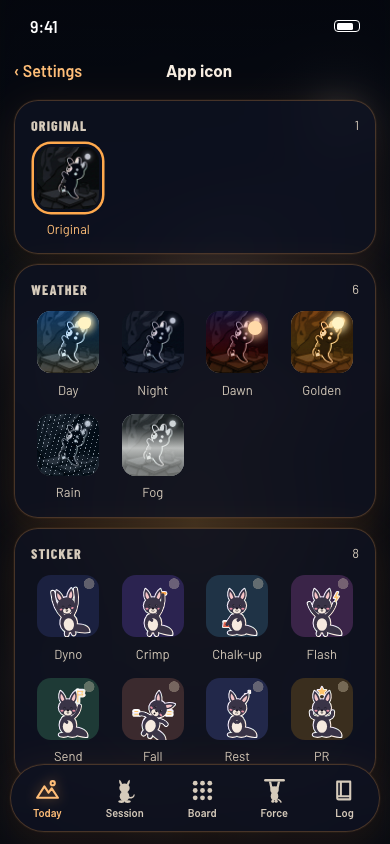 9:41
‹ Settings
App icon
ORIGINAL
1
Original
WEATHER
6
Day
Night
Dawn
Golden
Rain
Fog
STICKER
8
Dyno
Crimp
Chalk-up
Flash
Send
Fall
Rest
PR
Today
Session
Board
Force
Log